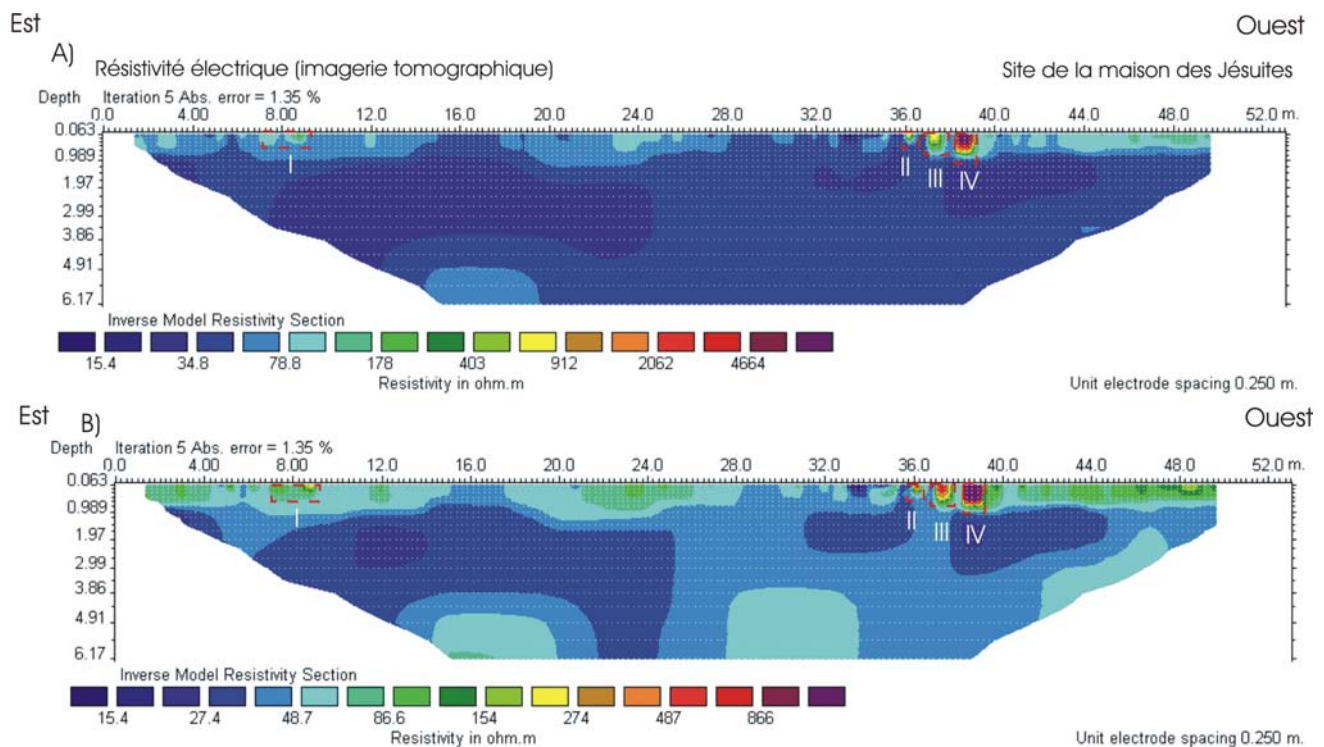 Est Ouest
A)
Résistivité électrique (imagerie tomographique) Site de la maison des Jésuites
Depth Iteration 5 Abs. error = 1.35 %
0.0 4.00 8.00 12.0 16.0 20.0 24.0 28.0 32.0 36.0 40.0 44.0 48.0 52.0 m.
0.063
0.989
1.97
2.99
3.86
4.91
6.17
I II III IV
Inverse Model Resistivity Section
15.4 34.8 78.8 178 403 912 2062 4664
Resistivity in ohm.m Unit electrode spacing 0.250 m.
Est B) Ouest
Depth Iteration 5 Abs. error = 1.35 %
0.0 4.00 8.00 12.0 16.0 20.0 24.0 28.0 32.0 36.0 40.0 44.0 48.0 52.0 m.
0.063
0.989
1.97
2.99
3.86
4.91
6.17
I II III IV
Inverse Model Resistivity Section
15.4 27.4 48.7 86.6 154 274 487 866
Resistivity in ohm.m Unit electrode spacing 0.250 m.